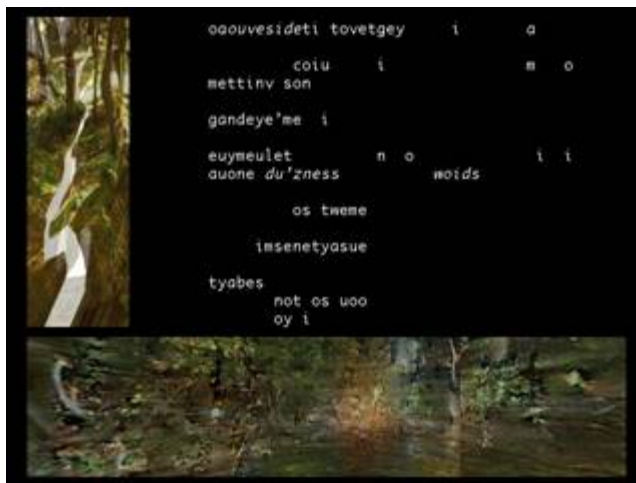 oaouvesideti tovetgey i a
coiu i m o
mettinv son
gandeye'me i
euymeulet n o i i
auone du'zness moids
os tweme
imsenetyasue
tyabes
not os uoo
oy i